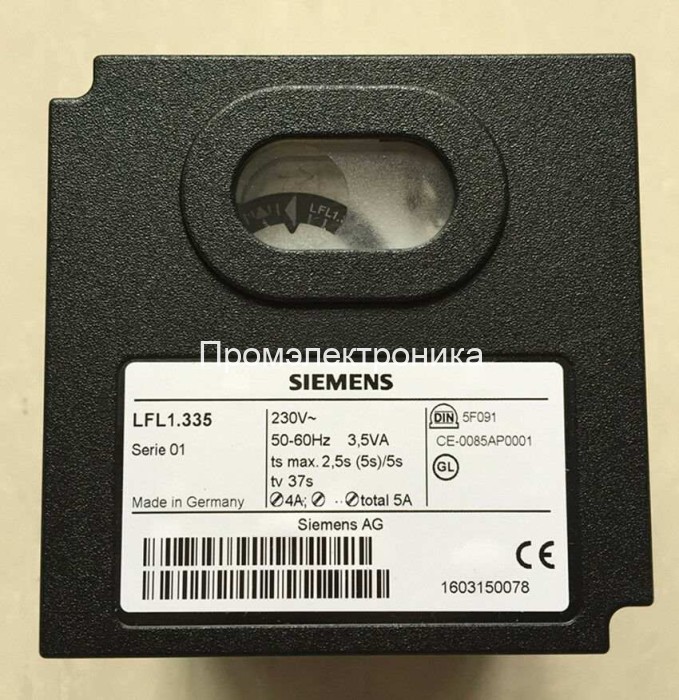 LFL1.
Промэлектроника
SIEMENS
LFL1.335
Serie 01
Made in Germany
230V~
50-60Hz 3,5VA
ts max. 2,5s (5s)/5s
tv 37s
4A; ·· total 5A
DIN 5F091
CE-0085AP0001
GL
Siemens AG
CE
1603150078